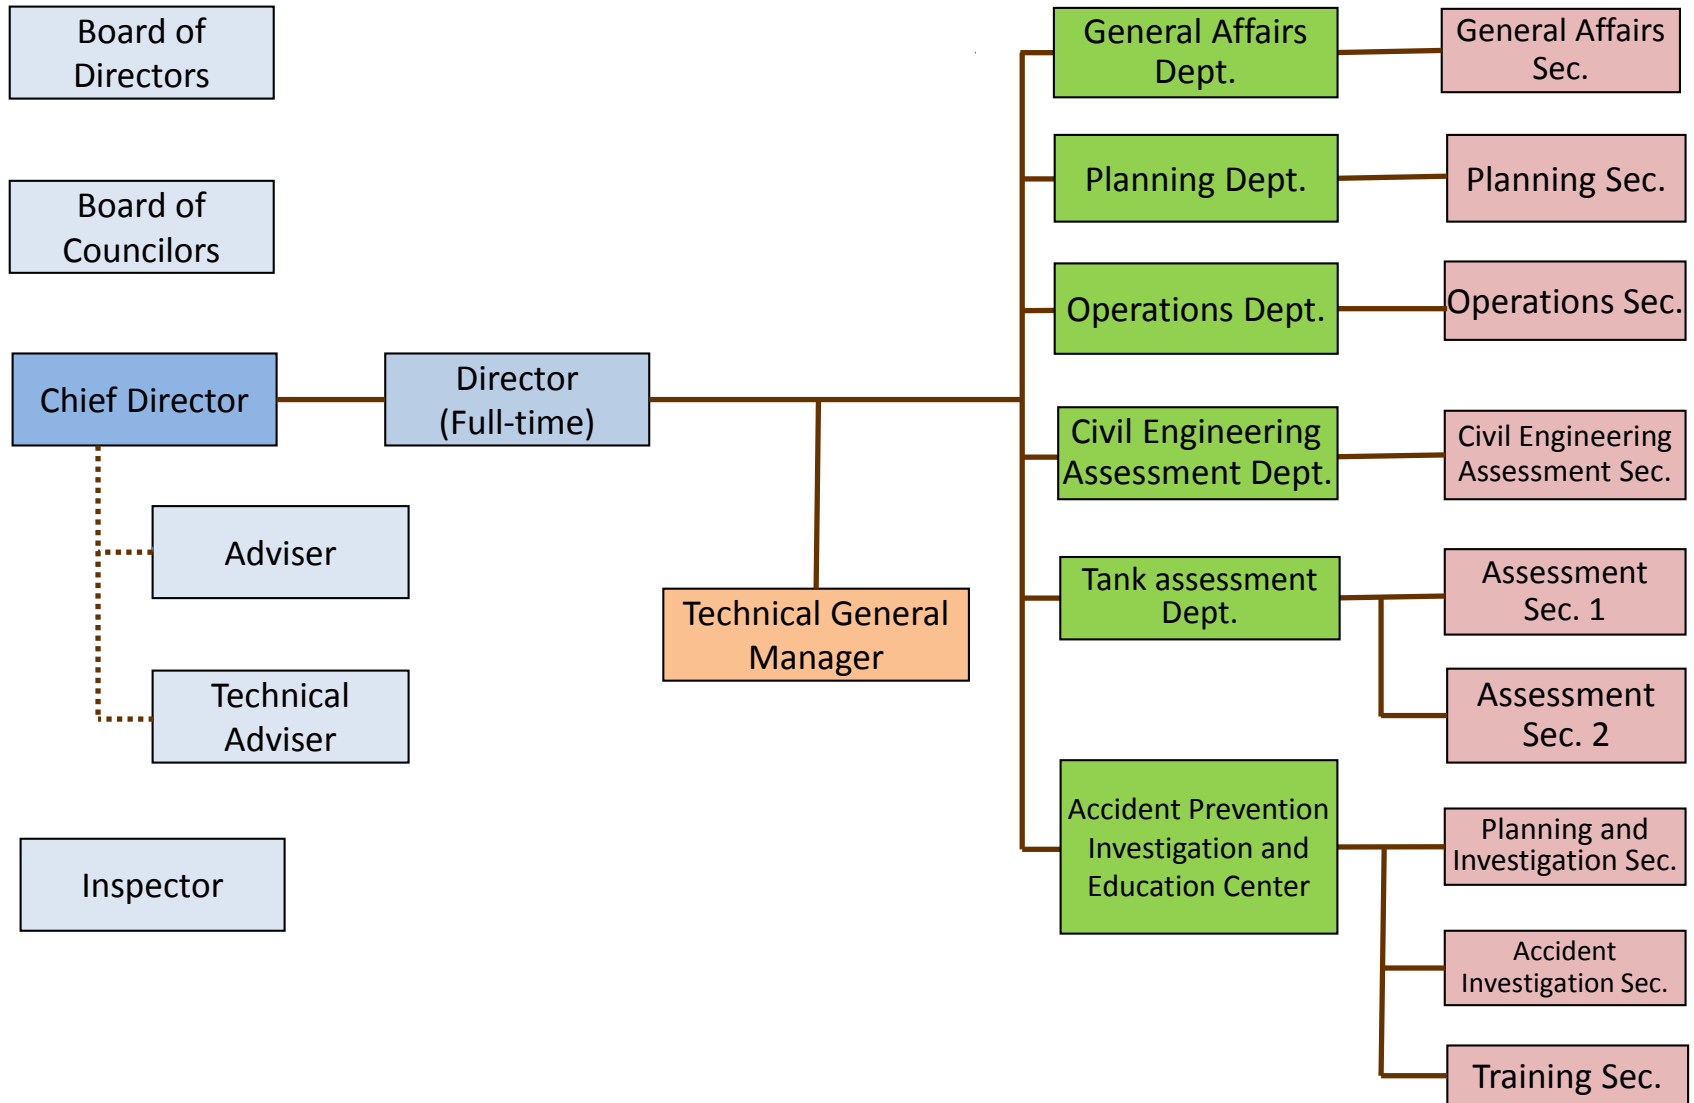 Board of
Directors
Board of
Councilors
Chief Director
Director
(Full-time)
Adviser
Technical
Adviser
Inspector
Technical General
Manager
General Affairs
Dept.
General Affairs
Sec.
Planning Dept.
Planning Sec.
Operations Dept.
Operations Sec.
Civil Engineering
Assessment Dept.
Civil Engineering
Assessment Sec.
Tank assessment
Dept.
Assessment
Sec. 1
Assessment
Sec. 2
Accident Prevention
Investigation and
Education Center
Planning and
Investigation Sec.
Accident
Investigation Sec.
Training Sec.